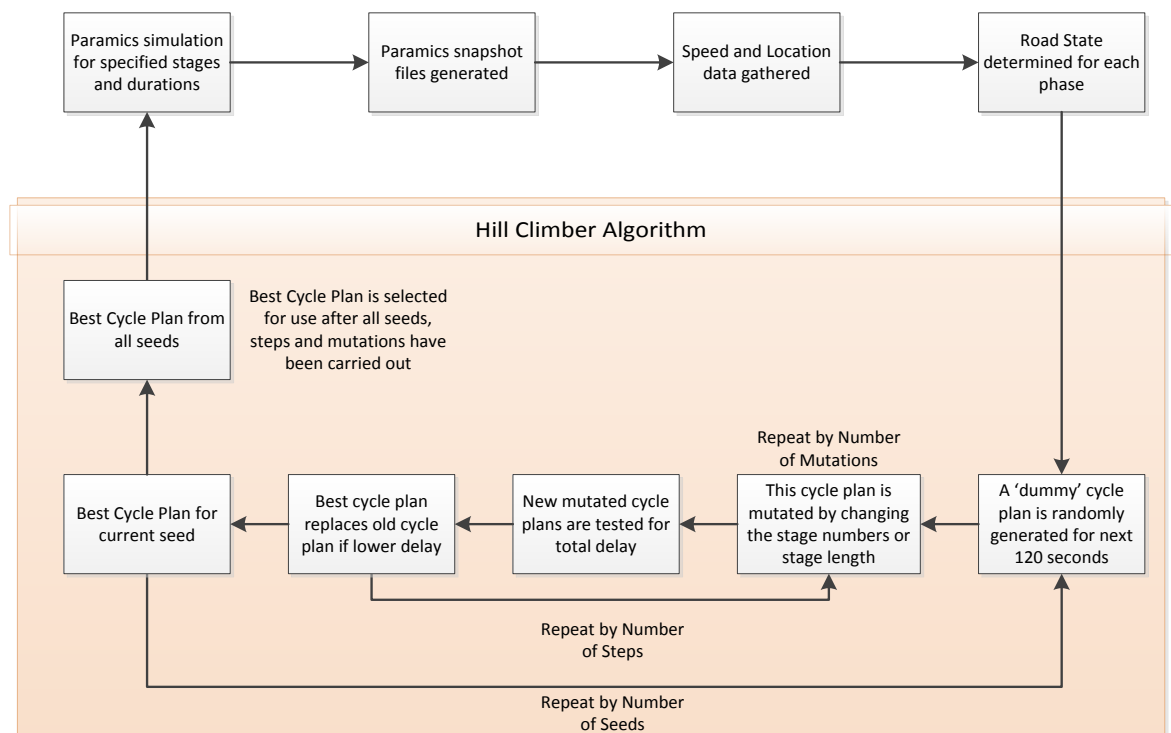 Paramics simulation
for specified stages
and durations
Paramics snapshot
files generated
Speed and Location
data gathered
Road State
determined for each
phase
Hill Climber Algorithm
Best Cycle Plan from
all seeds
Best Cycle Plan is selected
for use after all seeds,
steps and mutations have
been carried out
Repeat by Number
of Mutations
Best Cycle Plan for
current seed
Best cycle plan
replaces old cycle
plan if lower delay
New mutated cycle
plans are tested for
total delay
This cycle plan is
mutated by changing
the stage numbers or
stage length
A ‘dummy’ cycle
plan is randomly
generated for next
120 seconds
Repeat by Number
of Steps
Repeat by Number
of Seeds